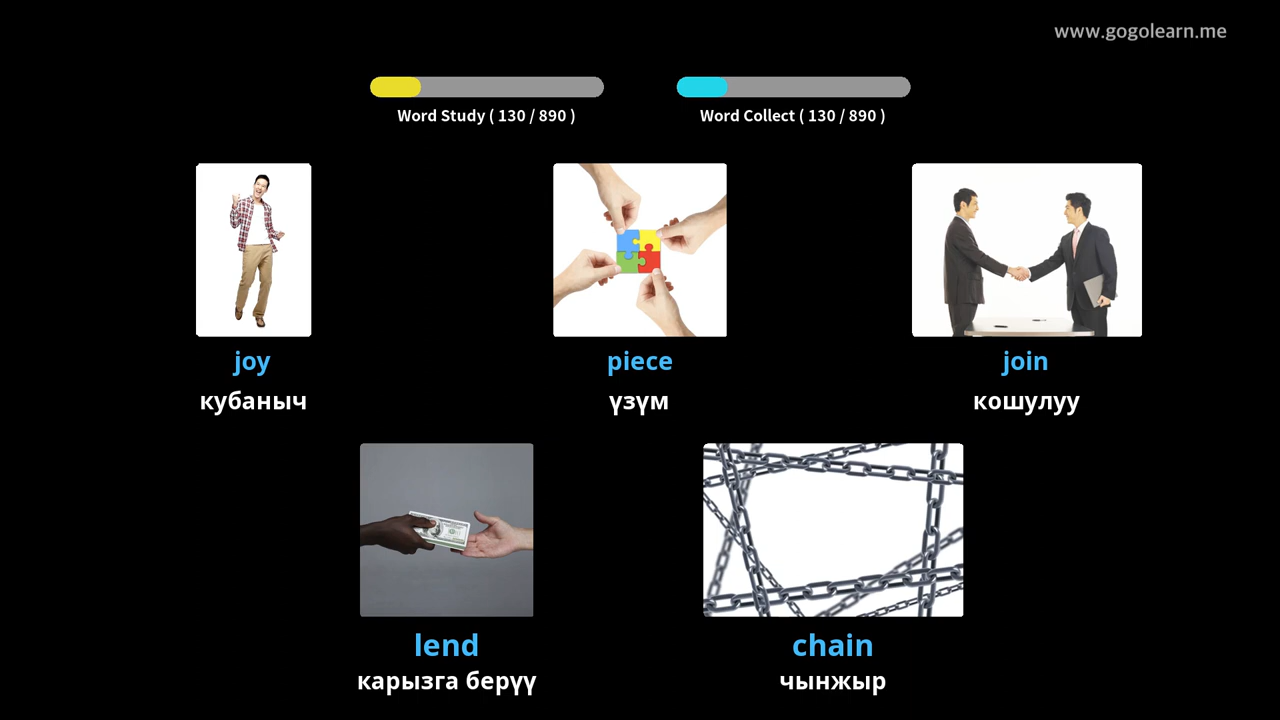 www.gogolearn.me
Word Study ( 130 / 890 )
Word Collect ( 130 / 890 )
joy
piece
join
кубаныч
үзүм
кошулуу
lend
chain
карызга берүү
чынжыр